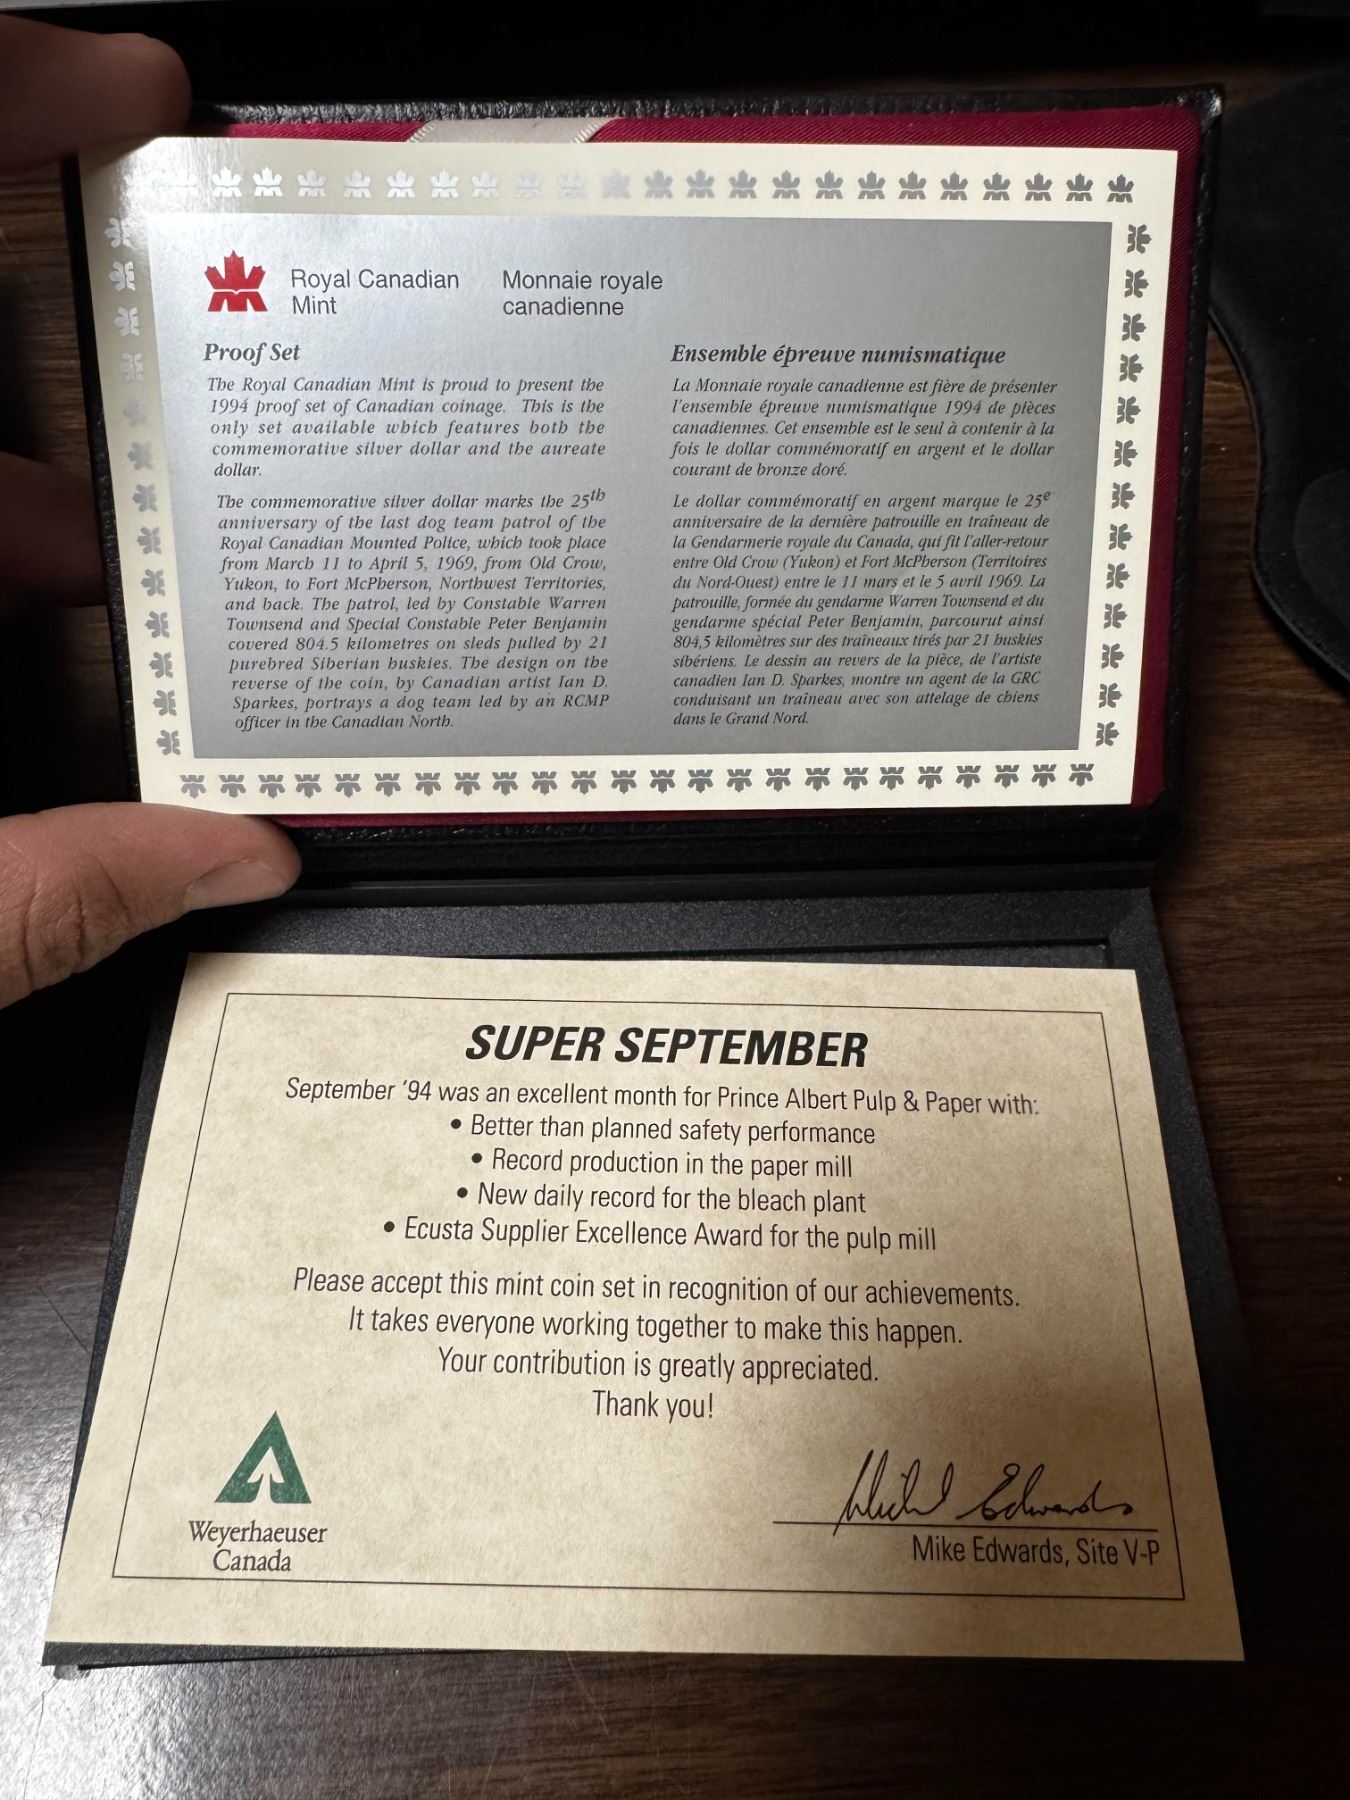 Royal Canadian
Mint
Monnaie royale
canadienne
Proof Set
The Royal Canadian Mint is proud to present the
1994 proof set of Canadian coinage. This is the
only set available which features both the
commemorative silver dollar and the aureate
dollar.
The commemorative silver dollar marks the 25th
anniversary of the last dog team patrol of the
Royal Canadian Mounted Police, which took place
from March 11 to April 5, 1969, from Old Crow,
Yukon, to Fort McPherson, Northwest Territories,
and back. The patrol, led by Constable Warren
Townsend and Special Constable Peter Benjamin
covered 804.5 kilometres on sleds pulled by 21
purebred Siberian huskies. The design on the
reverse of the coin, by Canadian artist Ian D.
Sparkes, portrays a dog team led by an RCMP
officer in the Canadian North.
Ensemble épreuve numismatique
La Monnaie royale canadienne est fière de présenter
l'ensemble épreuve numismatique 1994 de pièces
canadiennes. Cet ensemble est le seul à contenir à la
fois le dollar commémoratif en argent et le dollar
courant de bronze doré.
Le dollar commémoratif en argent marque le 25e
anniversaire de la dernière patrouille en traîneau de
la Gendarmerie royale du Canada, qui fit l'aller-retour
entre Old Crow (Yukon) et Fort McPherson (Territoires
du Nord-Ouest) entre le 11 mars et le 5 avril 1969. La
patrouille, formée du gendarme Warren Townsend et du
gendarme spécial Peter Benjamin, parcourut ainsi
804,5 kilomètres sur des traîneaux tirés par 21 huskies
sibériens. Le dessin au revers de la pièce, de l'artiste
canadien Ian D. Sparkes, montre un agent de la GRC
conduisant un traîneau avec son attelage de chiens
dans le Grand Nord.
SUPER SEPTEMBER
September '94 was an excellent month for Prince Albert Pulp & Paper with:
• Better than planned safety performance
• Record production in the paper mill
• New daily record for the bleach plant
• Ecusta Supplier Excellence Award for the pulp mill
Please accept this mint coin set in recognition of our achievements.
It takes everyone working together to make this happen.
Your contribution is greatly appreciated.
Thank you!
Weyerhaeuser
Canada
Michael Edwards
Mike Edwards, Site V-P